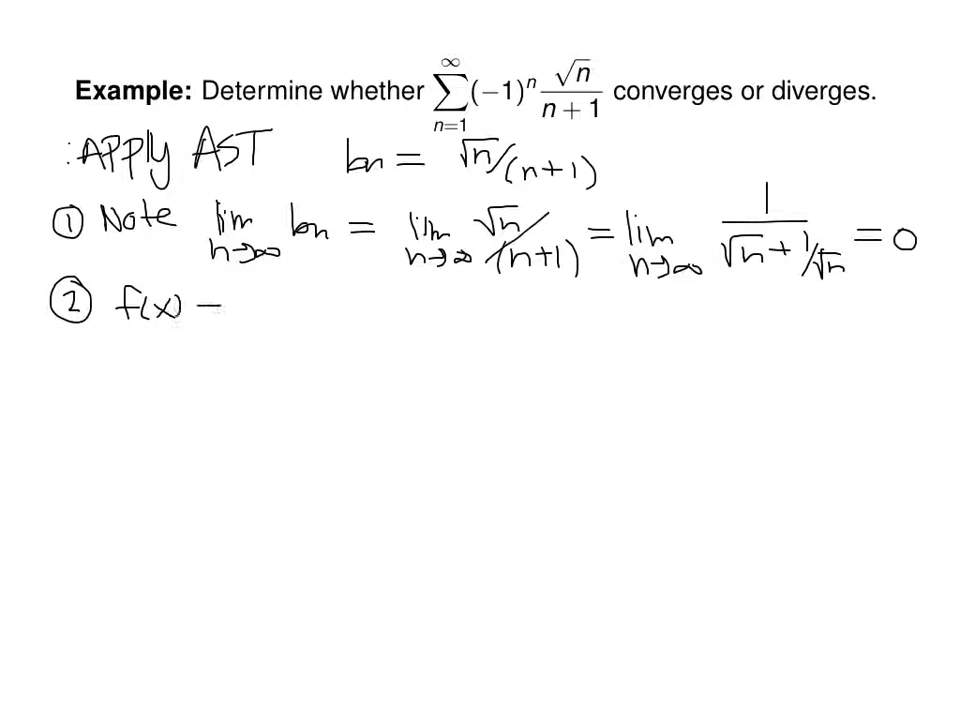 Example: Determine whether ∑_{n=1}^{∞} (−1)^n √n/(n + 1) converges or diverges.
: APPLY AST bn = √n/(n+1)
① Note lim_{n→∞} bn = lim_{n→∞} √n/(n+1) = lim_{n→∞} 1/(√n + 1/√n) = 0
② f(x) −